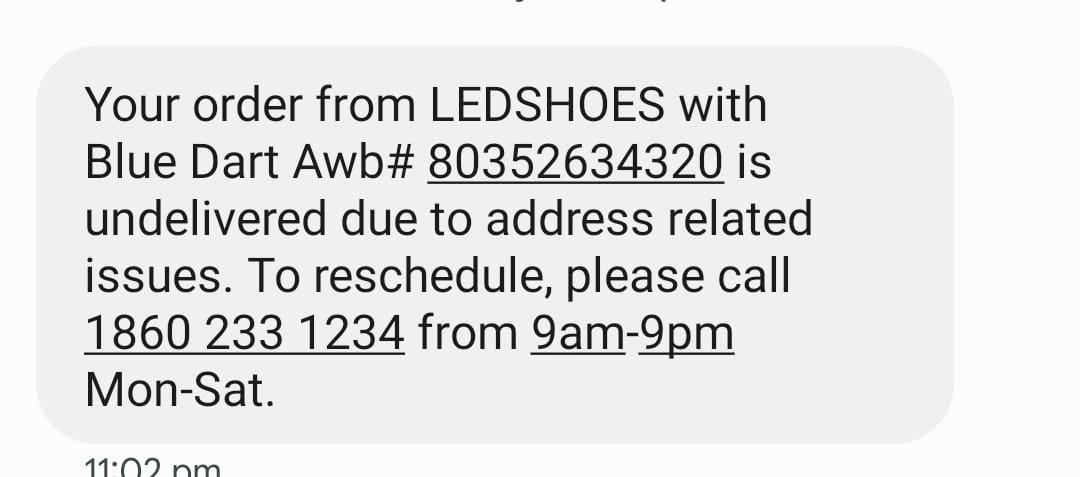 Your order from LEDSHOES with
Blue Dart Awb# 80352634320 is
undelivered due to address related
issues. To reschedule, please call
1860 233 1234 from 9am-9pm
Mon-Sat.
11:02 pm